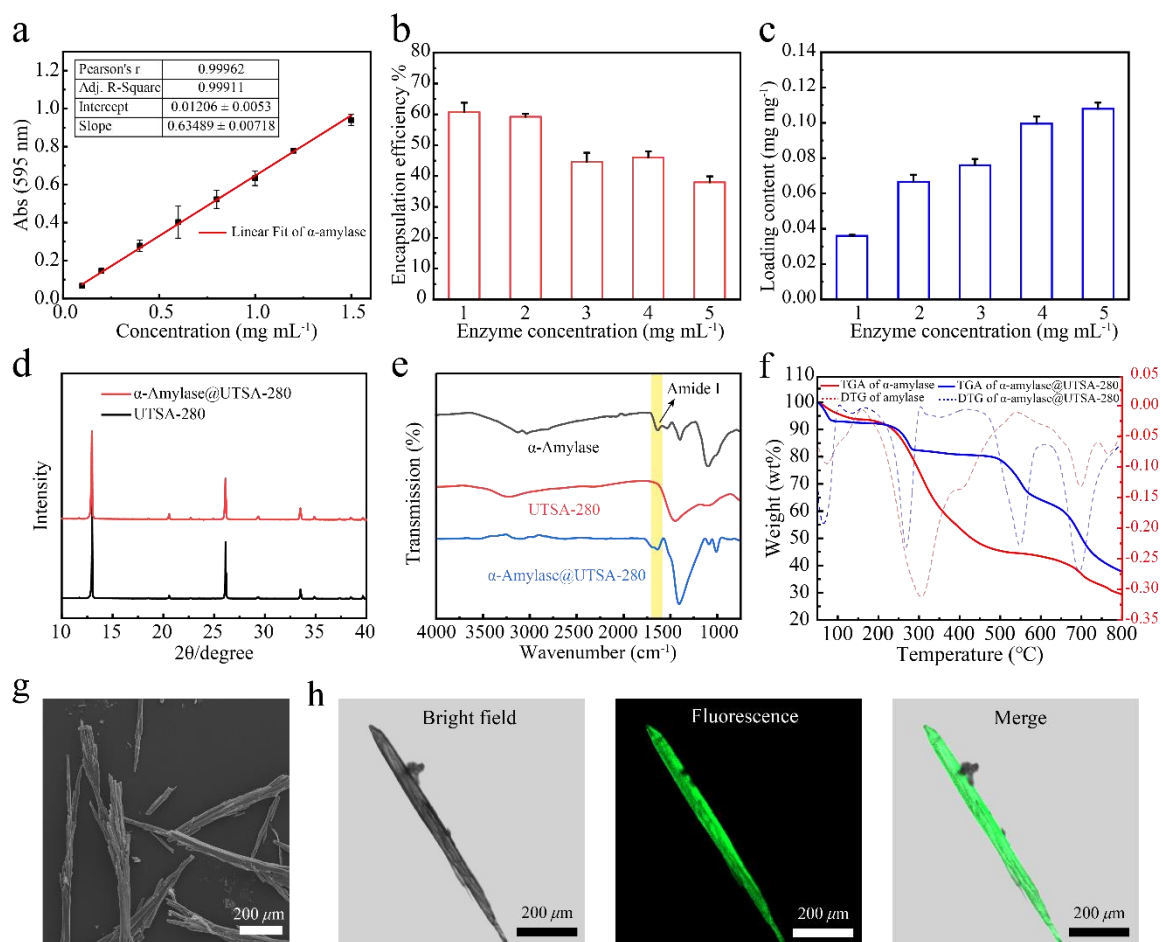 a
Pearson's r 0.99962
Adj. R-Square 0.99911
Intercept 0.01206 ± 0.0053
Slope 0.63489 ± 0.00718
Linear Fit of α-amylase
Abs (595 nm)
1.2
1.0
0.8
0.6
0.4
0.2
0.0
0.0 0.5 1.0 1.5
Concentration (mg mL⁻¹)
b
Encapsulation efficiency %
80
70
60
50
40
30
20
10
0
1 2 3 4 5
Enzyme concentration (mg mL⁻¹)
c
Loading content (mg mg⁻¹)
0.14
0.12
0.10
0.08
0.06
0.04
0.02
0.00
1 2 3 4 5
Enzyme concentration (mg mL⁻¹)
d
α-Amylase@UTSA-280
UTSA-280
Intensity
10 15 20 25 30 35 40
2θ/degree
e
Amide I
α-Amylase
UTSA-280
α-Amylase@UTSA-280
Transmission (%)
4000 3500 3000 2500 2000 1500 1000
Wavenumber (cm⁻¹)
f
TGA of α-amylase TGA of α-amylase@UTSA-280
DTG of amylase DTG of α-amylase@UTSA-280
Weight (wt%)
110
100
90
80
70
60
50
40
30
20
0.05
0.00
-0.05
-0.10
-0.15
-0.20
-0.25
-0.30
-0.35
100 200 300 400 500 600 700 800
Temperature (°C)
g
200 μm
h
Bright field
200 μm
Fluorescence
200 μm
Merge
200 μm